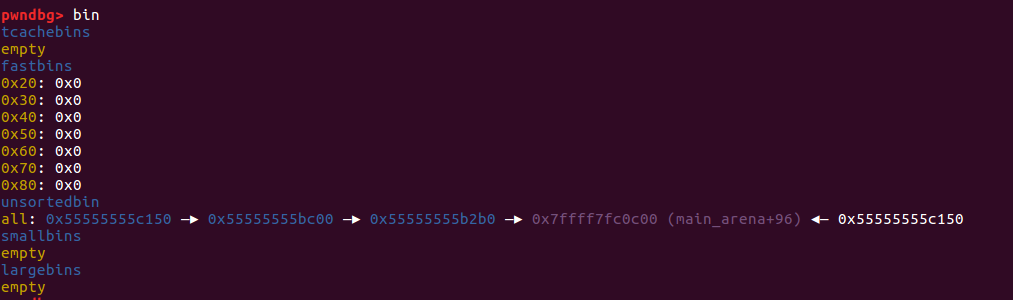 pwndbg> bin
tcachebins
empty
fastbins
0x20: 0x0
0x30: 0x0
0x40: 0x0
0x50: 0x0
0x60: 0x0
0x70: 0x0
0x80: 0x0
unsortedbin
all: 0x55555555c150 —▸ 0x55555555bc00 —▸ 0x55555555b2b0 —▸ 0x7ffff7fc0c00 (main_arena+96) ◂— 0x55555555c150
smallbins
empty
largebins
empty